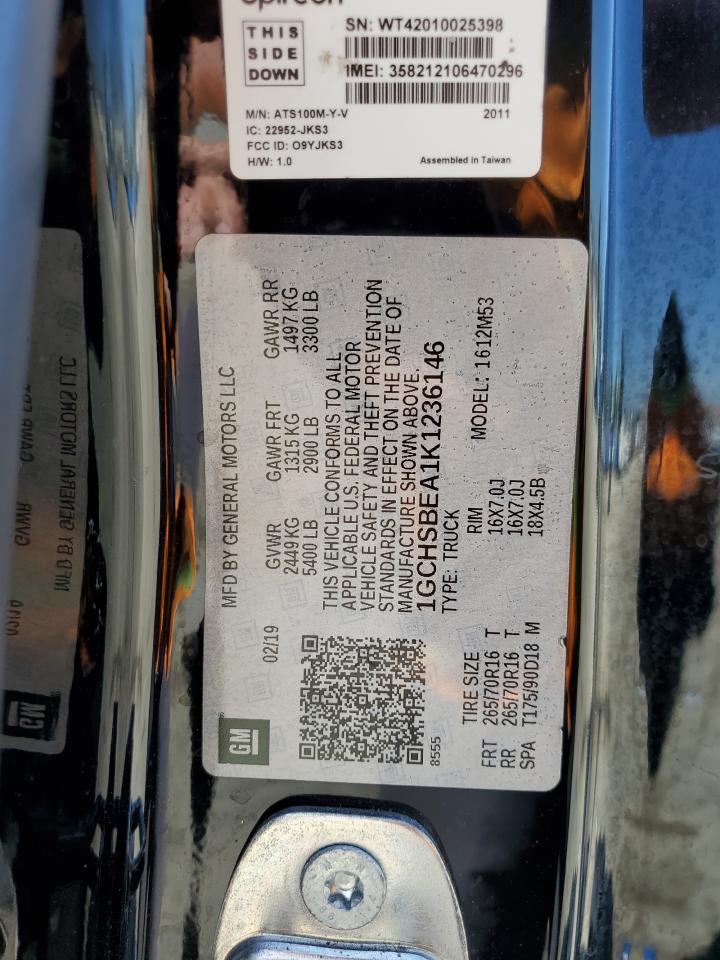 Spireon
THIS
SIDE
DOWN
SN: WT42010025398
IMEI: 358212106470296
M/N: ATS100M-Y-V
2011
IC: 22952-JKS3
FCC ID: O9YJKS3
H/W: 1.0
Assembled in Taiwan
GM
02/19
MFD BY GENERAL MOTORS LLC
GVWR GAWR FRT GAWR RR
2449 KG 1315 KG 1497 KG
5400 LB 2900 LB 3300 LB
THIS VEHICLE CONFORMS TO ALL
APPLICABLE U.S. FEDERAL MOTOR
VEHICLE SAFETY AND THEFT PREVENTION
STANDARDS IN EFFECT ON THE DATE OF
MANUFACTURE SHOWN ABOVE.
1GCHSBEA1K1236146
8555
TYPE: TRUCK
MODEL: 1612M53
TIRE SIZE RIM
FRT 265/70R16 T 16X7.0J
RR 265/70R16 T 16X7.0J
SPA T175/90D18 M 18X4.5B